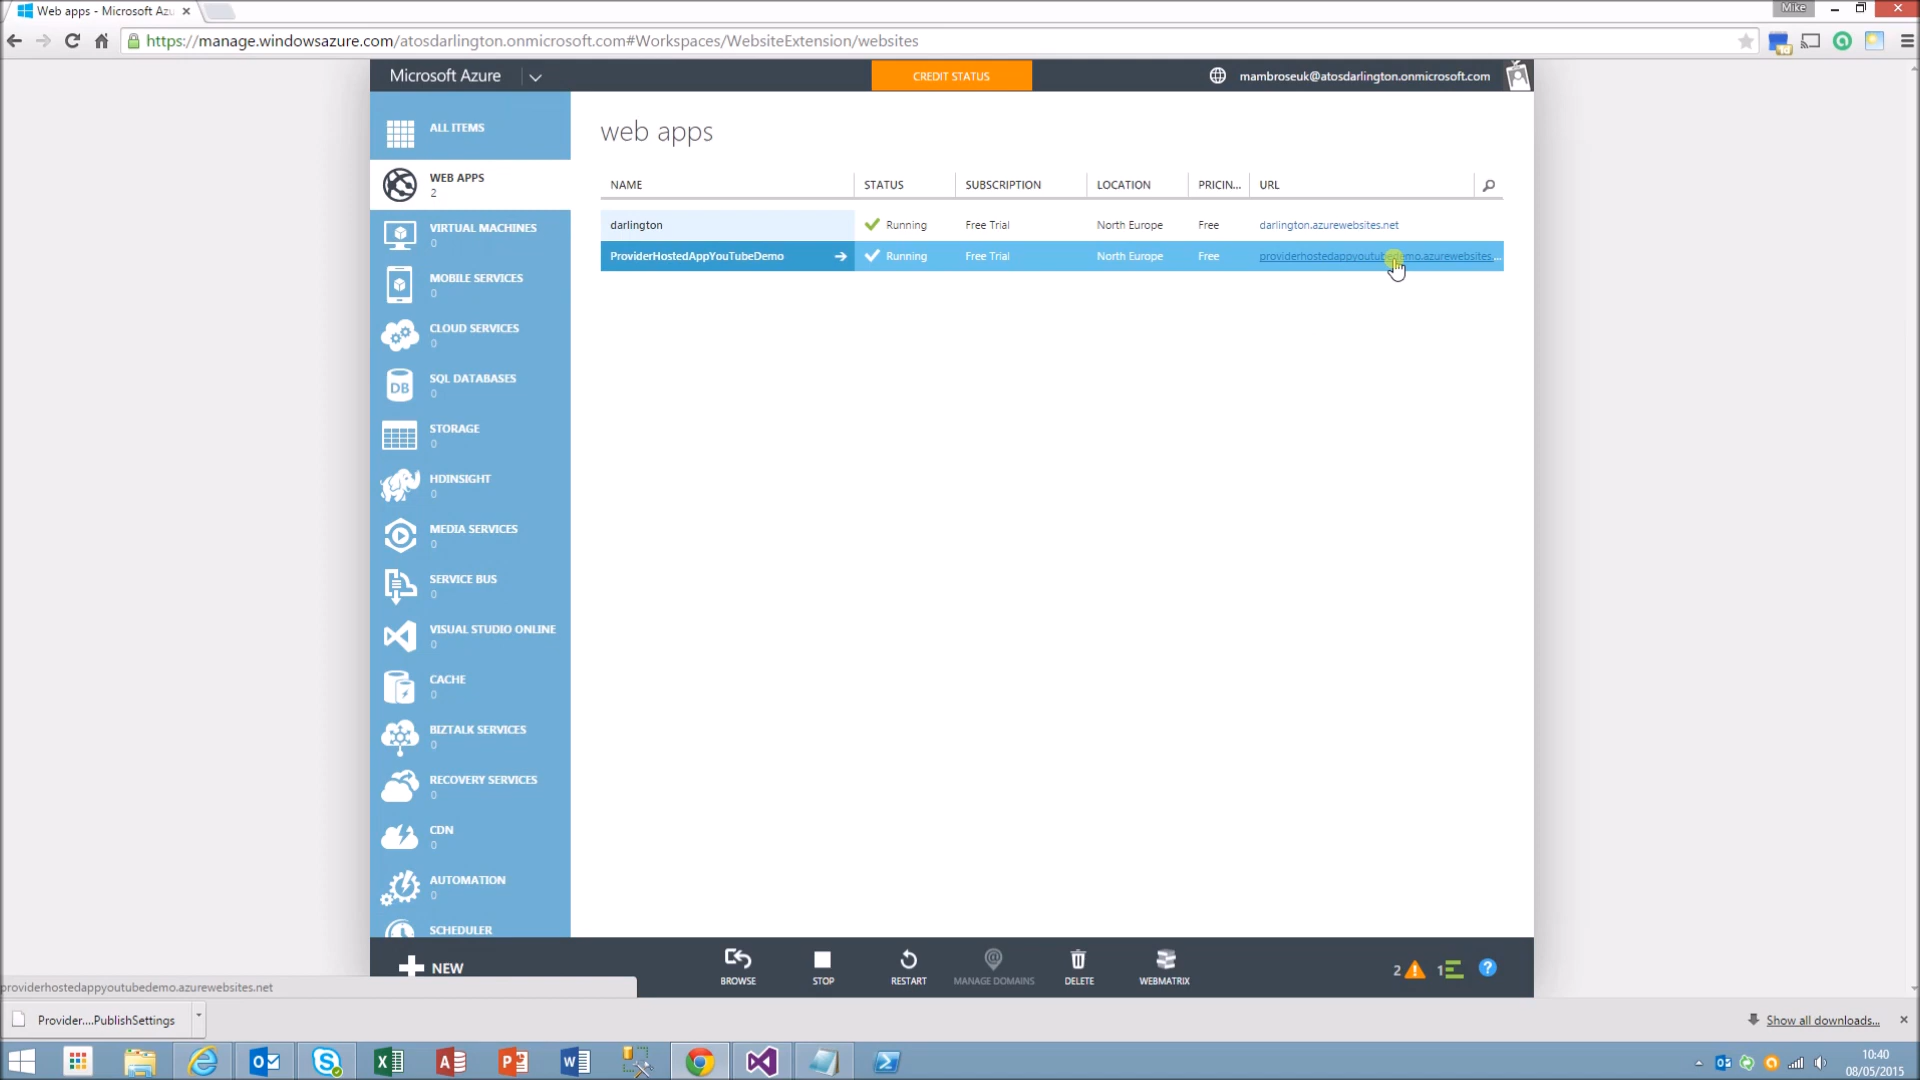 Web apps - Microsoft Azu
Mike
https://manage.windowsazure.com/atosdarlington.onmicrosoft.com#Workspaces/WebsiteExtension/websites
Microsoft Azure
CREDIT STATUS
mambroseuk@atosdarlington.onmicrosoft.com
ALL ITEMS
WEB APPS
2
VIRTUAL MACHINES
0
MOBILE SERVICES
0
CLOUD SERVICES
0
SQL DATABASES
0
DB
STORAGE
0
HDINSIGHT
0
MEDIA SERVICES
0
SERVICE BUS
0
VISUAL STUDIO ONLINE
0
CACHE
0
BIZTALK SERVICES
0
RECOVERY SERVICES
0
CDN
0
AUTOMATION
0
SCHEDULER
web apps
NAME STATUS SUBSCRIPTION LOCATION PRICIN... URL
darlington Running Free Trial North Europe Free darlington.azurewebsites.net
ProviderHostedAppYouTubeDemo Running Free Trial North Europe Free providerhostedappyoutubedemo.azurewebsites....
NEW
BROWSE STOP RESTART MANAGE DOMAINS DELETE WEBMATRIX
2 1 ?
providerhostedappyoutubedemo.azurewebsites.net
Provider....PublishSettings
Show all downloads...
10:40
08/05/2015